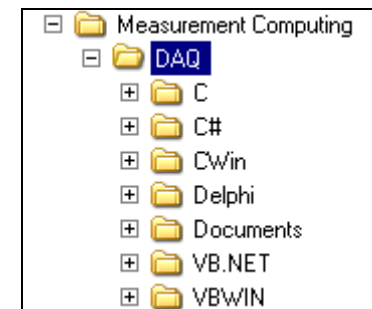 Measurement Computing
DAQ
C
C#
CWin
Delphi
Documents
VB.NET
VBWIN